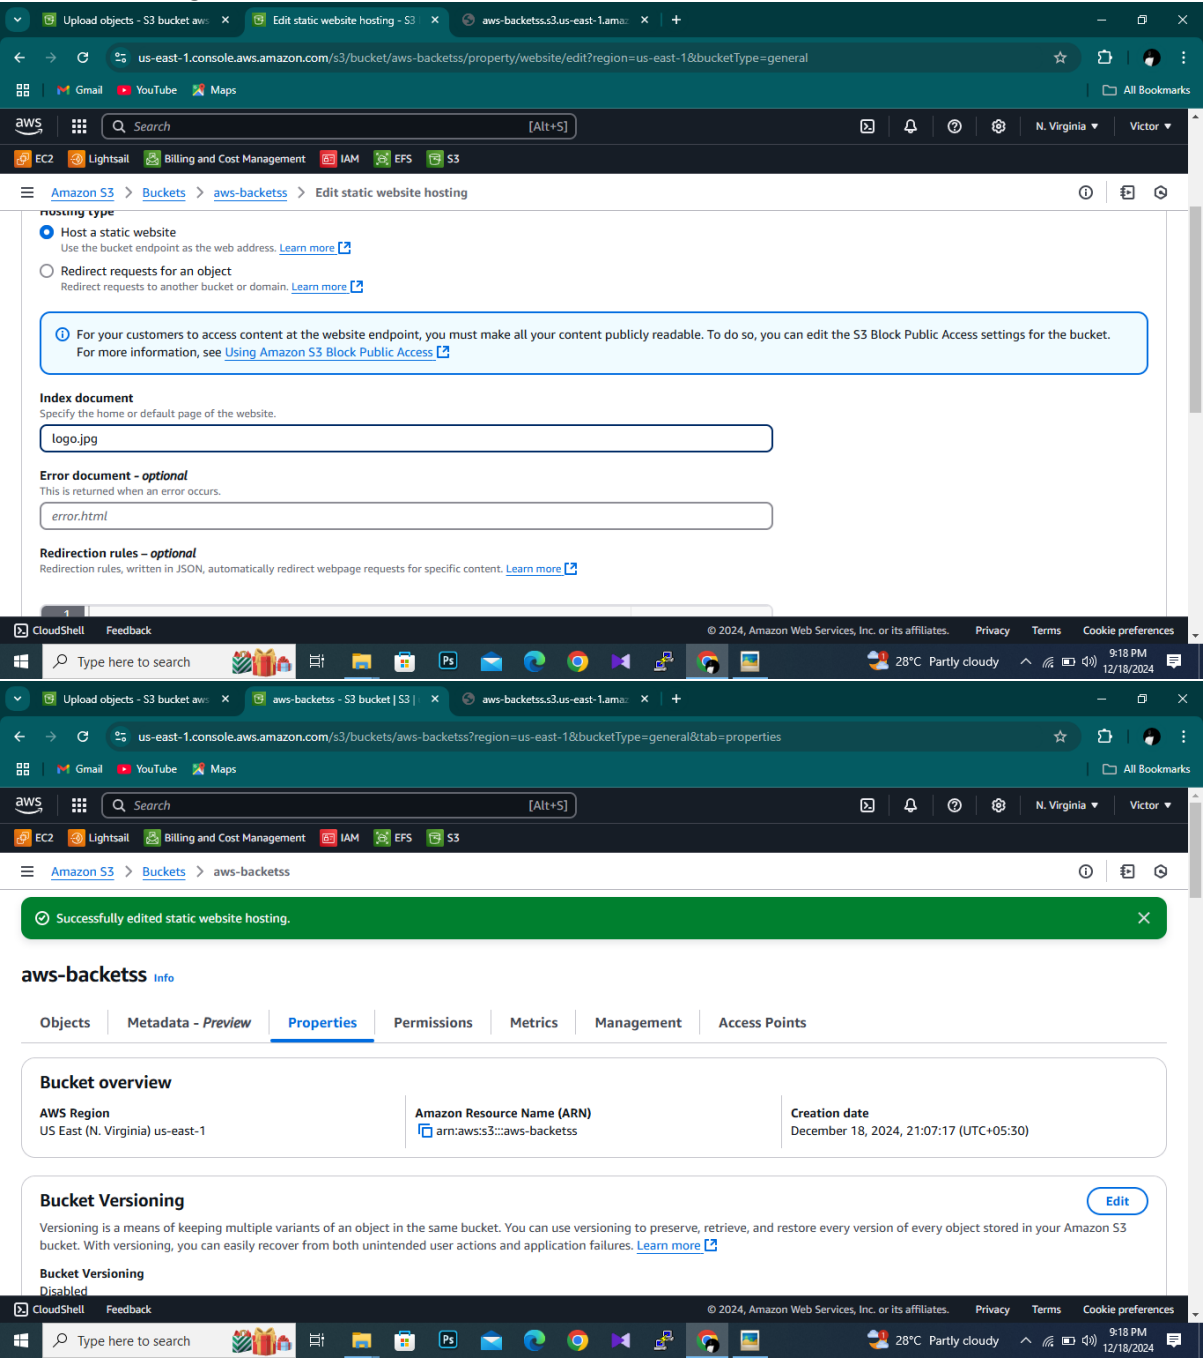 Upload objects - S3 bucket aws
Edit static website hosting - S3
aws-backetss.s3.us-east-1.amaz
us-east-1.console.aws.amazon.com/s3/bucket/aws-backetss/property/website/edit?region=us-east-1&bucketType=general
Gmail YouTube Maps All Bookmarks
aws Search [Alt+S] N. Virginia Victor
EC2 Lightsail Billing and Cost Management IAM EFS S3
Amazon S3 > Buckets > aws-backetss > Edit static website hosting
Hosting type
Host a static website
Use the bucket endpoint as the web address. Learn more
Redirect requests for an object
Redirect requests to another bucket or domain. Learn more
For your customers to access content at the website endpoint, you must make all your content publicly readable. To do so, you can edit the S3 Block Public Access settings for the bucket.
For more information, see Using Amazon S3 Block Public Access
Index document
Specify the home or default page of the website.
logo.jpg
Error document - optional
This is returned when an error occurs.
error.html
Redirection rules – optional
Redirection rules, written in JSON, automatically redirect webpage requests for specific content. Learn more
1
CloudShell Feedback © 2024, Amazon Web Services, Inc. or its affiliates. Privacy Terms Cookie preferences
Type here to search Ps 28°C Partly cloudy 9:18 PM
12/18/2024
Upload objects - S3 bucket aws
aws-backetss - S3 bucket | S3 |
aws-backetss.s3.us-east-1.amaz
us-east-1.console.aws.amazon.com/s3/buckets/aws-backetss?region=us-east-1&bucketType=general&tab=properties
Gmail YouTube Maps All Bookmarks
aws Search [Alt+S] N. Virginia Victor
EC2 Lightsail Billing and Cost Management IAM EFS S3
Amazon S3 > Buckets > aws-backetss
Successfully edited static website hosting.
aws-backetss Info
Objects Metadata - Preview Properties Permissions Metrics Management Access Points
Bucket overview
AWS Region Amazon Resource Name (ARN) Creation date
US East (N. Virginia) us-east-1 arn:aws:s3:::aws-backetss December 18, 2024, 21:07:17 (UTC+05:30)
Bucket Versioning Edit
Versioning is a means of keeping multiple variants of an object in the same bucket. You can use versioning to preserve, retrieve, and restore every version of every object stored in your Amazon S3
bucket. With versioning, you can easily recover from both unintended user actions and application failures. Learn more
Bucket Versioning
Disabled
CloudShell Feedback © 2024, Amazon Web Services, Inc. or its affiliates. Privacy Terms Cookie preferences
Type here to search Ps 28°C Partly cloudy 9:18 PM
12/18/2024